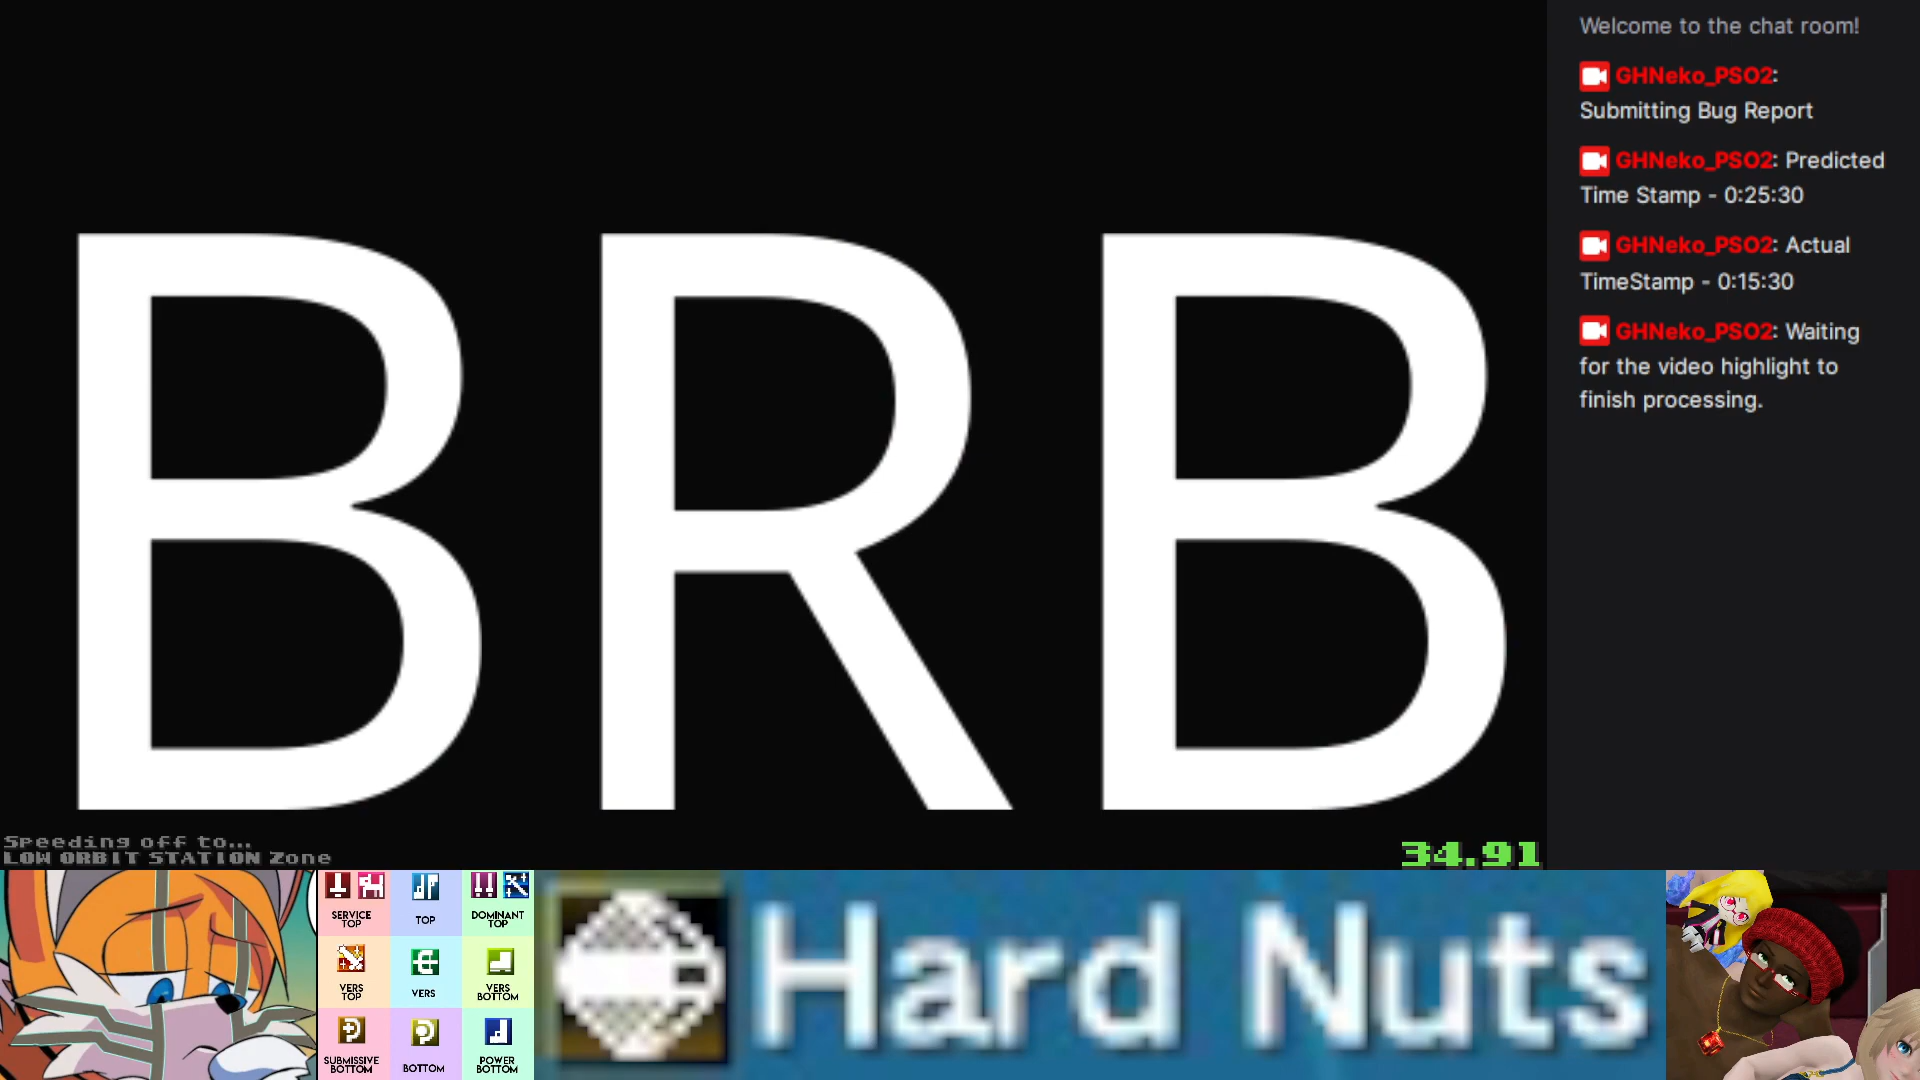 BRB
Welcome to the chat room!
GHNeko_PSO2:
Submitting Bug Report
GHNeko_PSO2: Predicted
Time Stamp - 0:25:30
GHNeko_PSO2: Actual
TimeStamp - 0:15:30
GHNeko_PSO2: Waiting
for the video highlight to
finish processing.
Speeding off to...
LOW ORBIT STATION Zone
34.91
SERVICE
TOP
TOP
DOMINANT
TOP
VERS
TOP
VERS
VERS
BOTTOM
SUBMISSIVE
BOTTOM
BOTTOM
POWER
BOTTOM
Hard Nuts